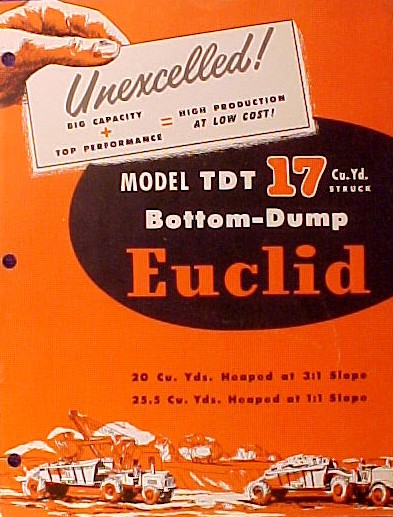 Unexcelled!
BIG CAPACITY
+
TOP PERFORMANCE
=
HIGH PRODUCTION
AT LOW COST!
MODEL TDT 17 Cu. Yd.
STRUCK
Bottom-Dump
Euclid
20 Cu. Yds. Heaped at 3:1 Slope
25.5 Cu. Yds. Heaped at 1:1 Slope